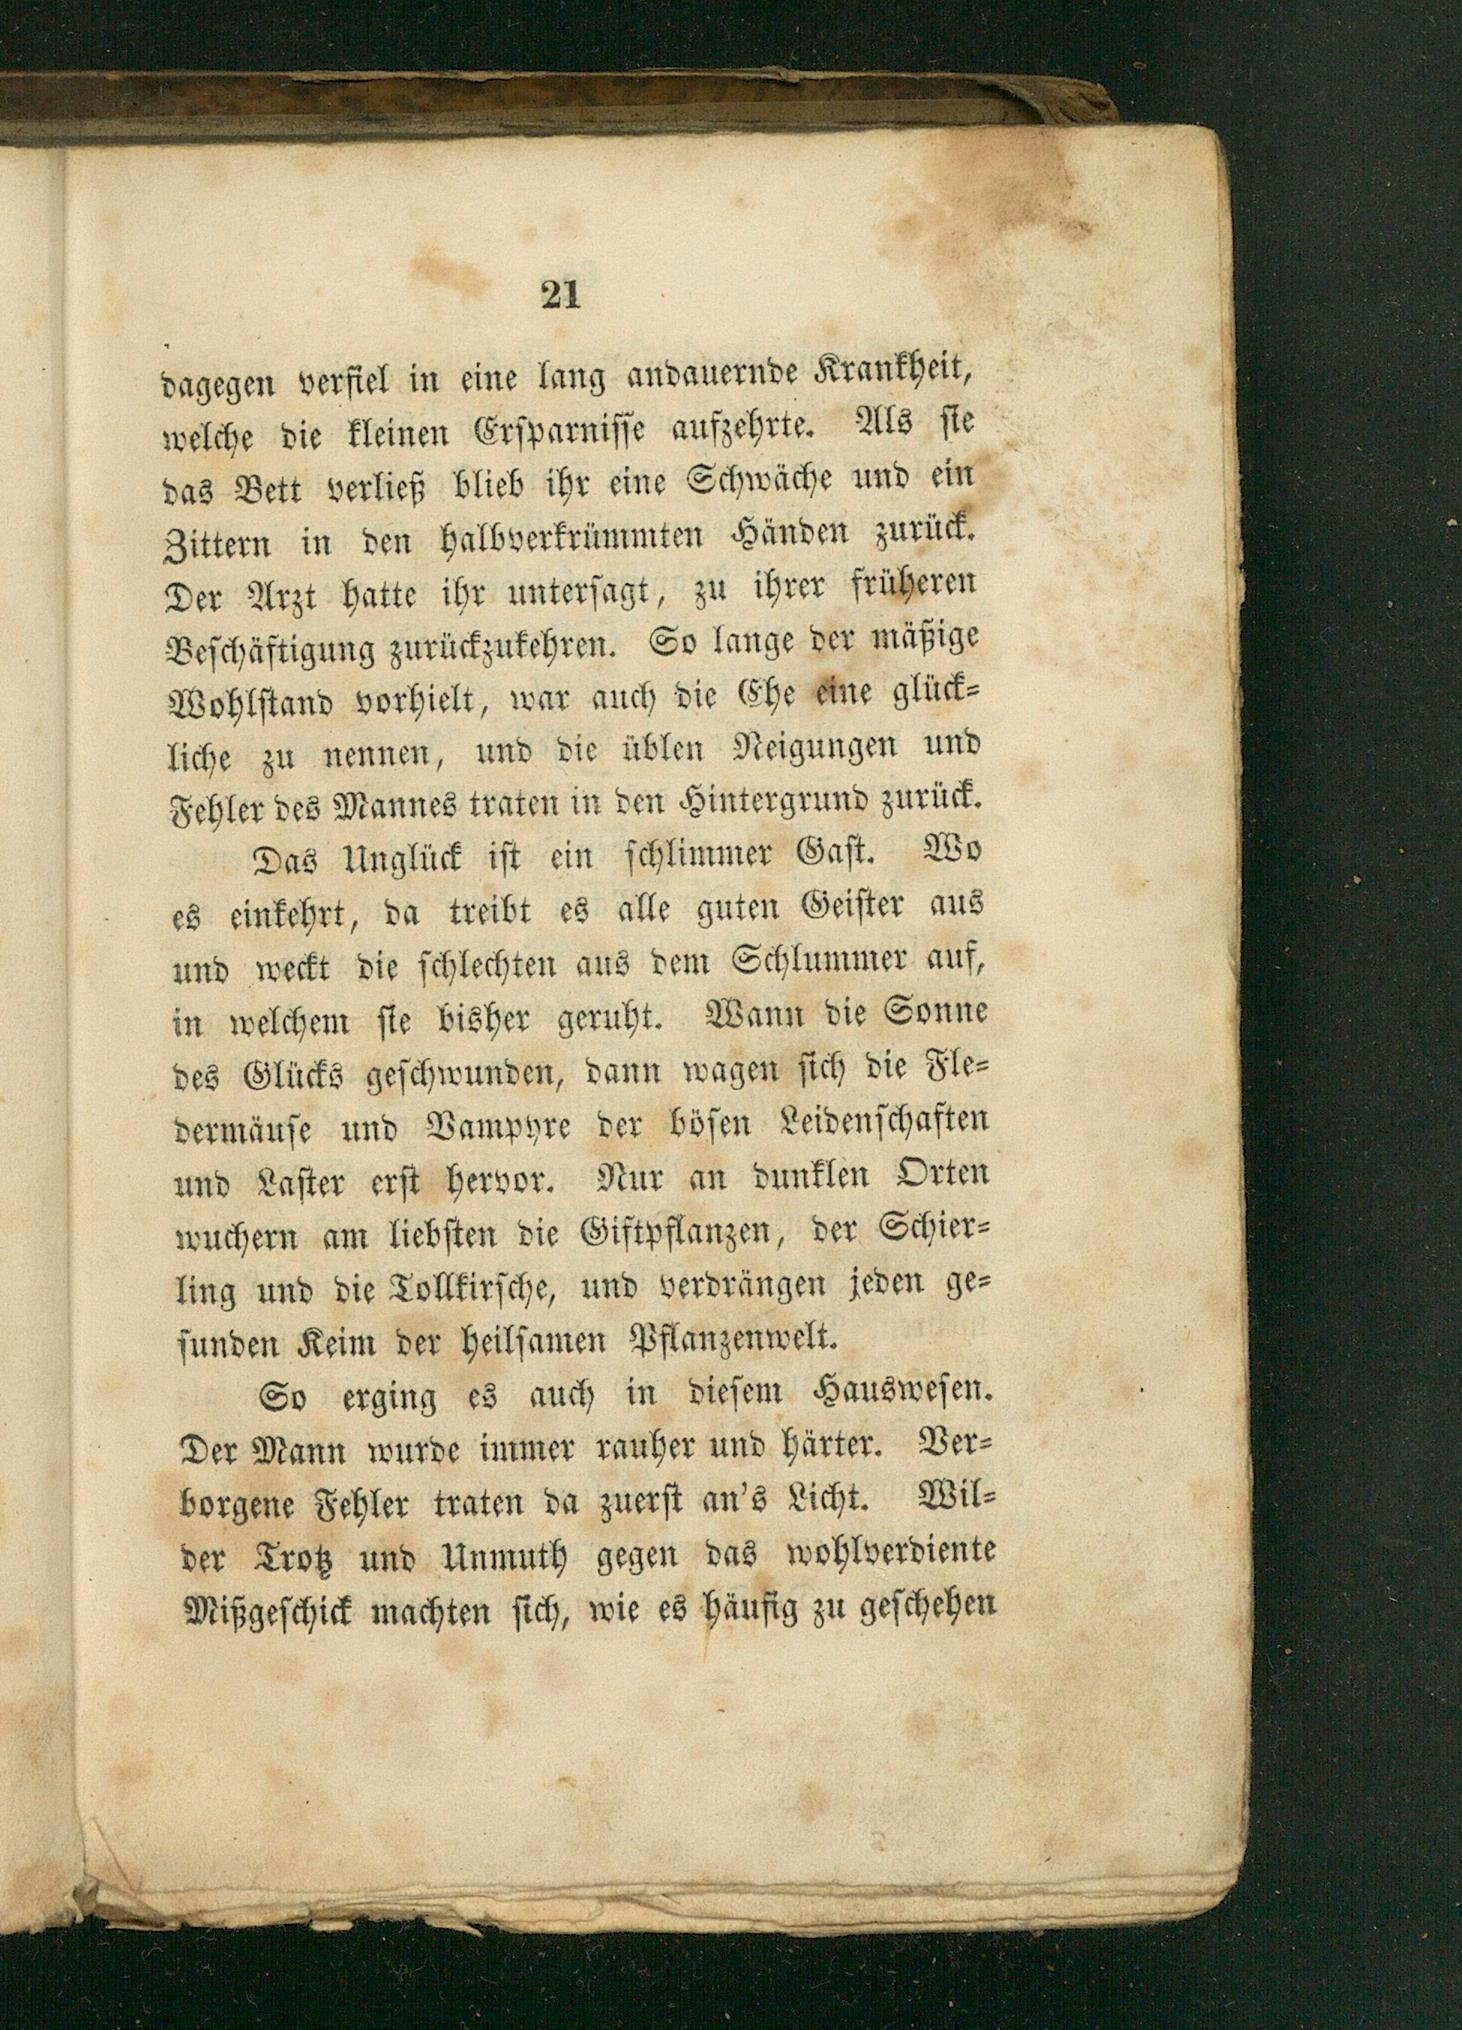 21
dagegen verfiel in eine lang andauernde Krankheit,
welche die kleinen Ersparnisse aufzehrte. Als sie
das Bett verließ blieb ihr eine Schwäche und ein
Zittern in den halbverkrümmten Händen zurück.
Der Arzt hatte ihr untersagt, zu ihrer früheren
Beschäftigung zurückzukehren. So lange der mäßige
Wohlstand vorhielt, war auch die Ehe eine glück-
liche zu nennen, und die üblen Neigungen und
Fehler des Mannes traten in den Hintergrund zurück.
Das Unglück ist ein schlimmer Gast. Wo
es einkehrt, da treibt es alle guten Geister aus
und weckt die schlechten aus dem Schlummer auf,
in welchem sie bisher geruht. Wann die Sonne
des Glücks geschwunden, dann wagen sich die Fle-
dermäuse und Vampyre der bösen Leidenschaften
und Laster erst hervor. Nur an dunklen Orten
wuchern am liebsten die Giftpflanzen, der Schier-
ling und die Tollkirsche, und verdrängen jeden ge-
sunden Keim der heilsamen Pflanzenwelt.
So erging es auch in diesem Hauswesen.
Der Mann wurde immer rauher und härter. Ver-
borgene Fehler traten da zuerst an's Licht. Wil-
der Trotz und Unmuth gegen das wohlverdiente
Mißgeschick machten sich, wie es häufig zu geschehen